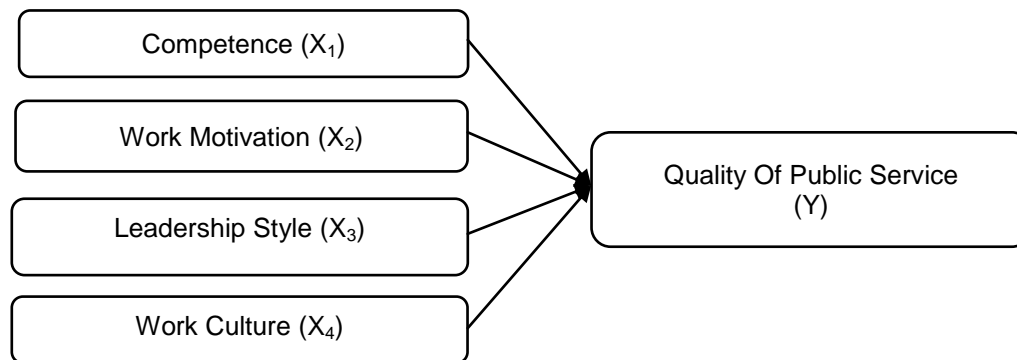 Competence (X₁)
Work Motivation (X₂)
Leadership Style (X₃)
Work Culture (X₄)
Quality Of Public Service
(Y)